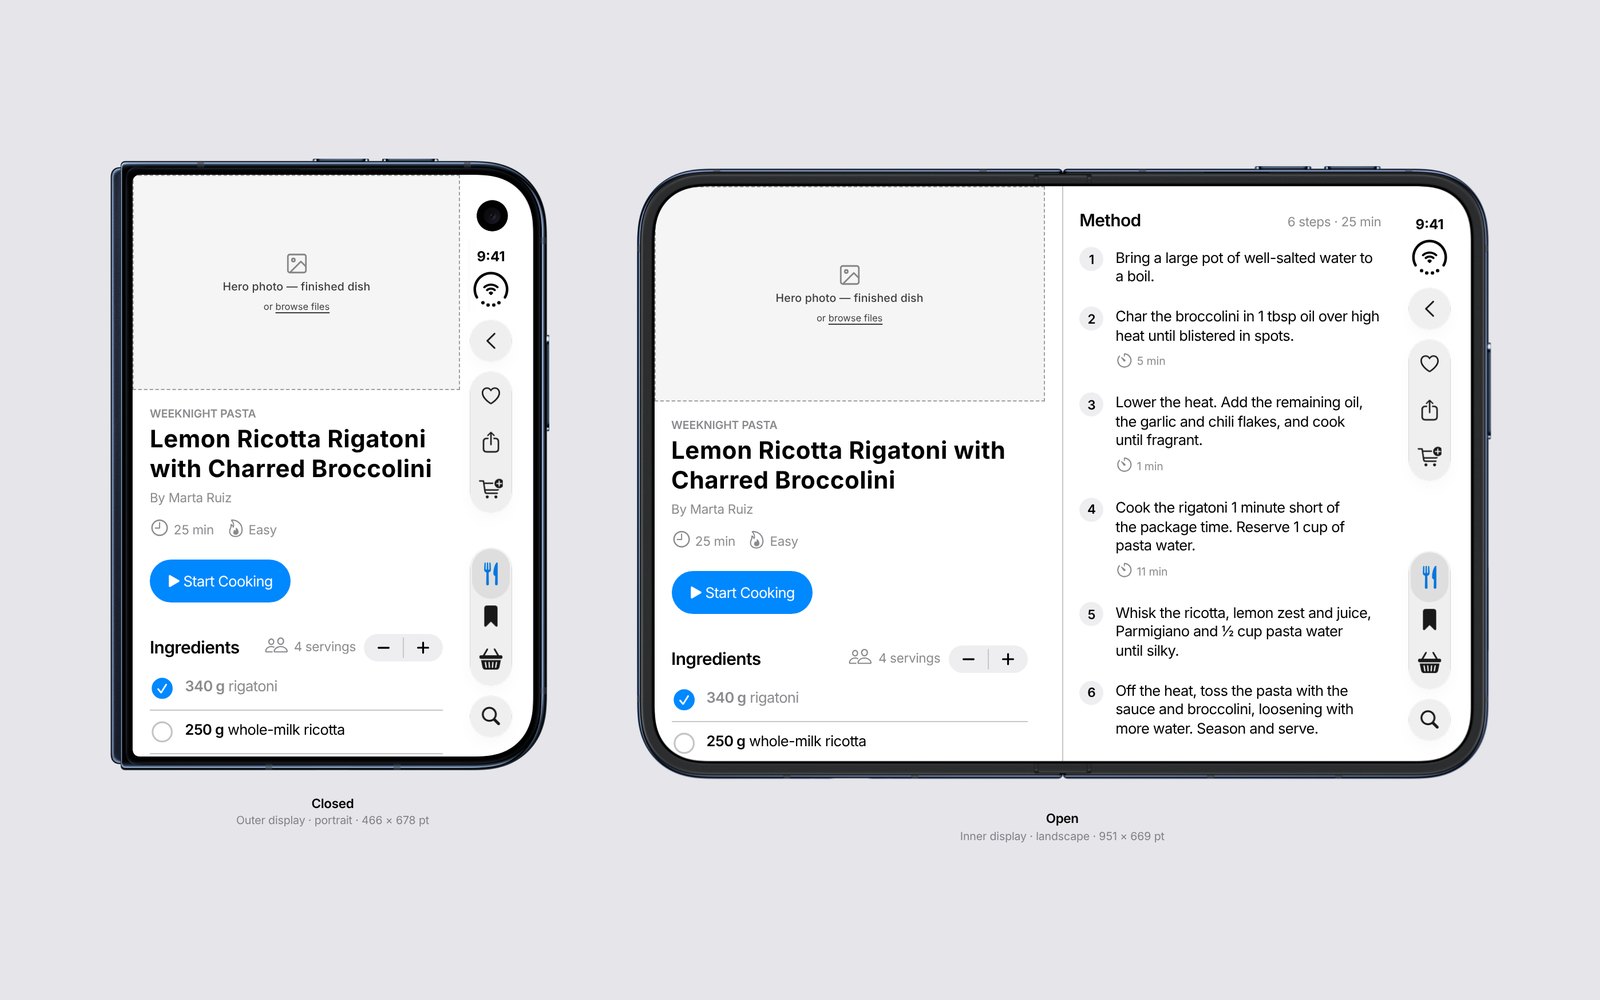 Hero photo — finished dish
or browse files
9:41
WEEKNIGHT PASTA
Lemon Ricotta Rigatoni
with Charred Broccolini
By Marta Ruiz
25 min Easy
Start Cooking
Ingredients 4 servings
340 g rigatoni
250 g whole-milk ricotta
Closed
Outer display · portrait · 466 × 678 pt
Hero photo — finished dish
or browse files
WEEKNIGHT PASTA
Lemon Ricotta Rigatoni with
Charred Broccolini
By Marta Ruiz
25 min Easy
Start Cooking
Ingredients 4 servings
340 g rigatoni
250 g whole-milk ricotta
Method 6 steps · 25 min
9:41
1 Bring a large pot of well-salted water to
a boil.
2 Char the broccolini in 1 tbsp oil over high
heat until blistered in spots.
5 min
3 Lower the heat. Add the remaining oil,
the garlic and chili flakes, and cook
until fragrant.
1 min
4 Cook the rigatoni 1 minute short of
the package time. Reserve 1 cup of
pasta water.
11 min
5 Whisk the ricotta, lemon zest and juice,
Parmigiano and ½ cup pasta water
until silky.
6 Off the heat, toss the pasta with the
sauce and broccolini, loosening with
more water. Season and serve.
Open
Inner display · landscape · 951 × 669 pt